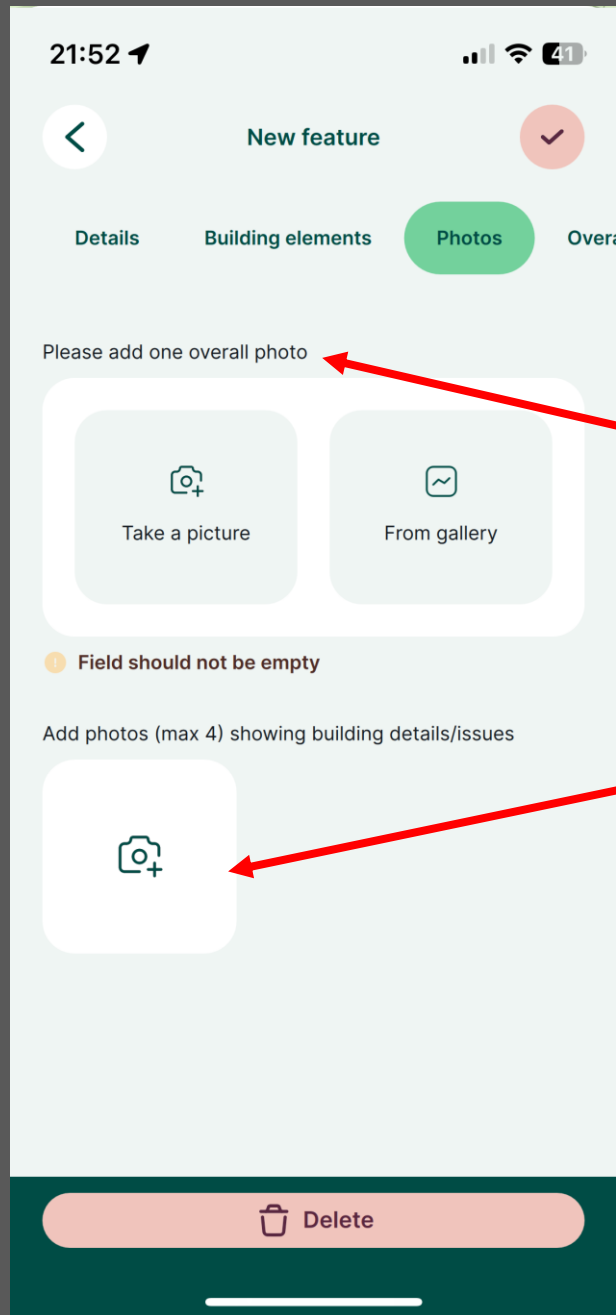 21:52
41
New feature
Details Building elements Photos Overa
Please add one overall photo
Take a picture From gallery
Field should not be empty
Add photos (max 4) showing building details/issues
Delete